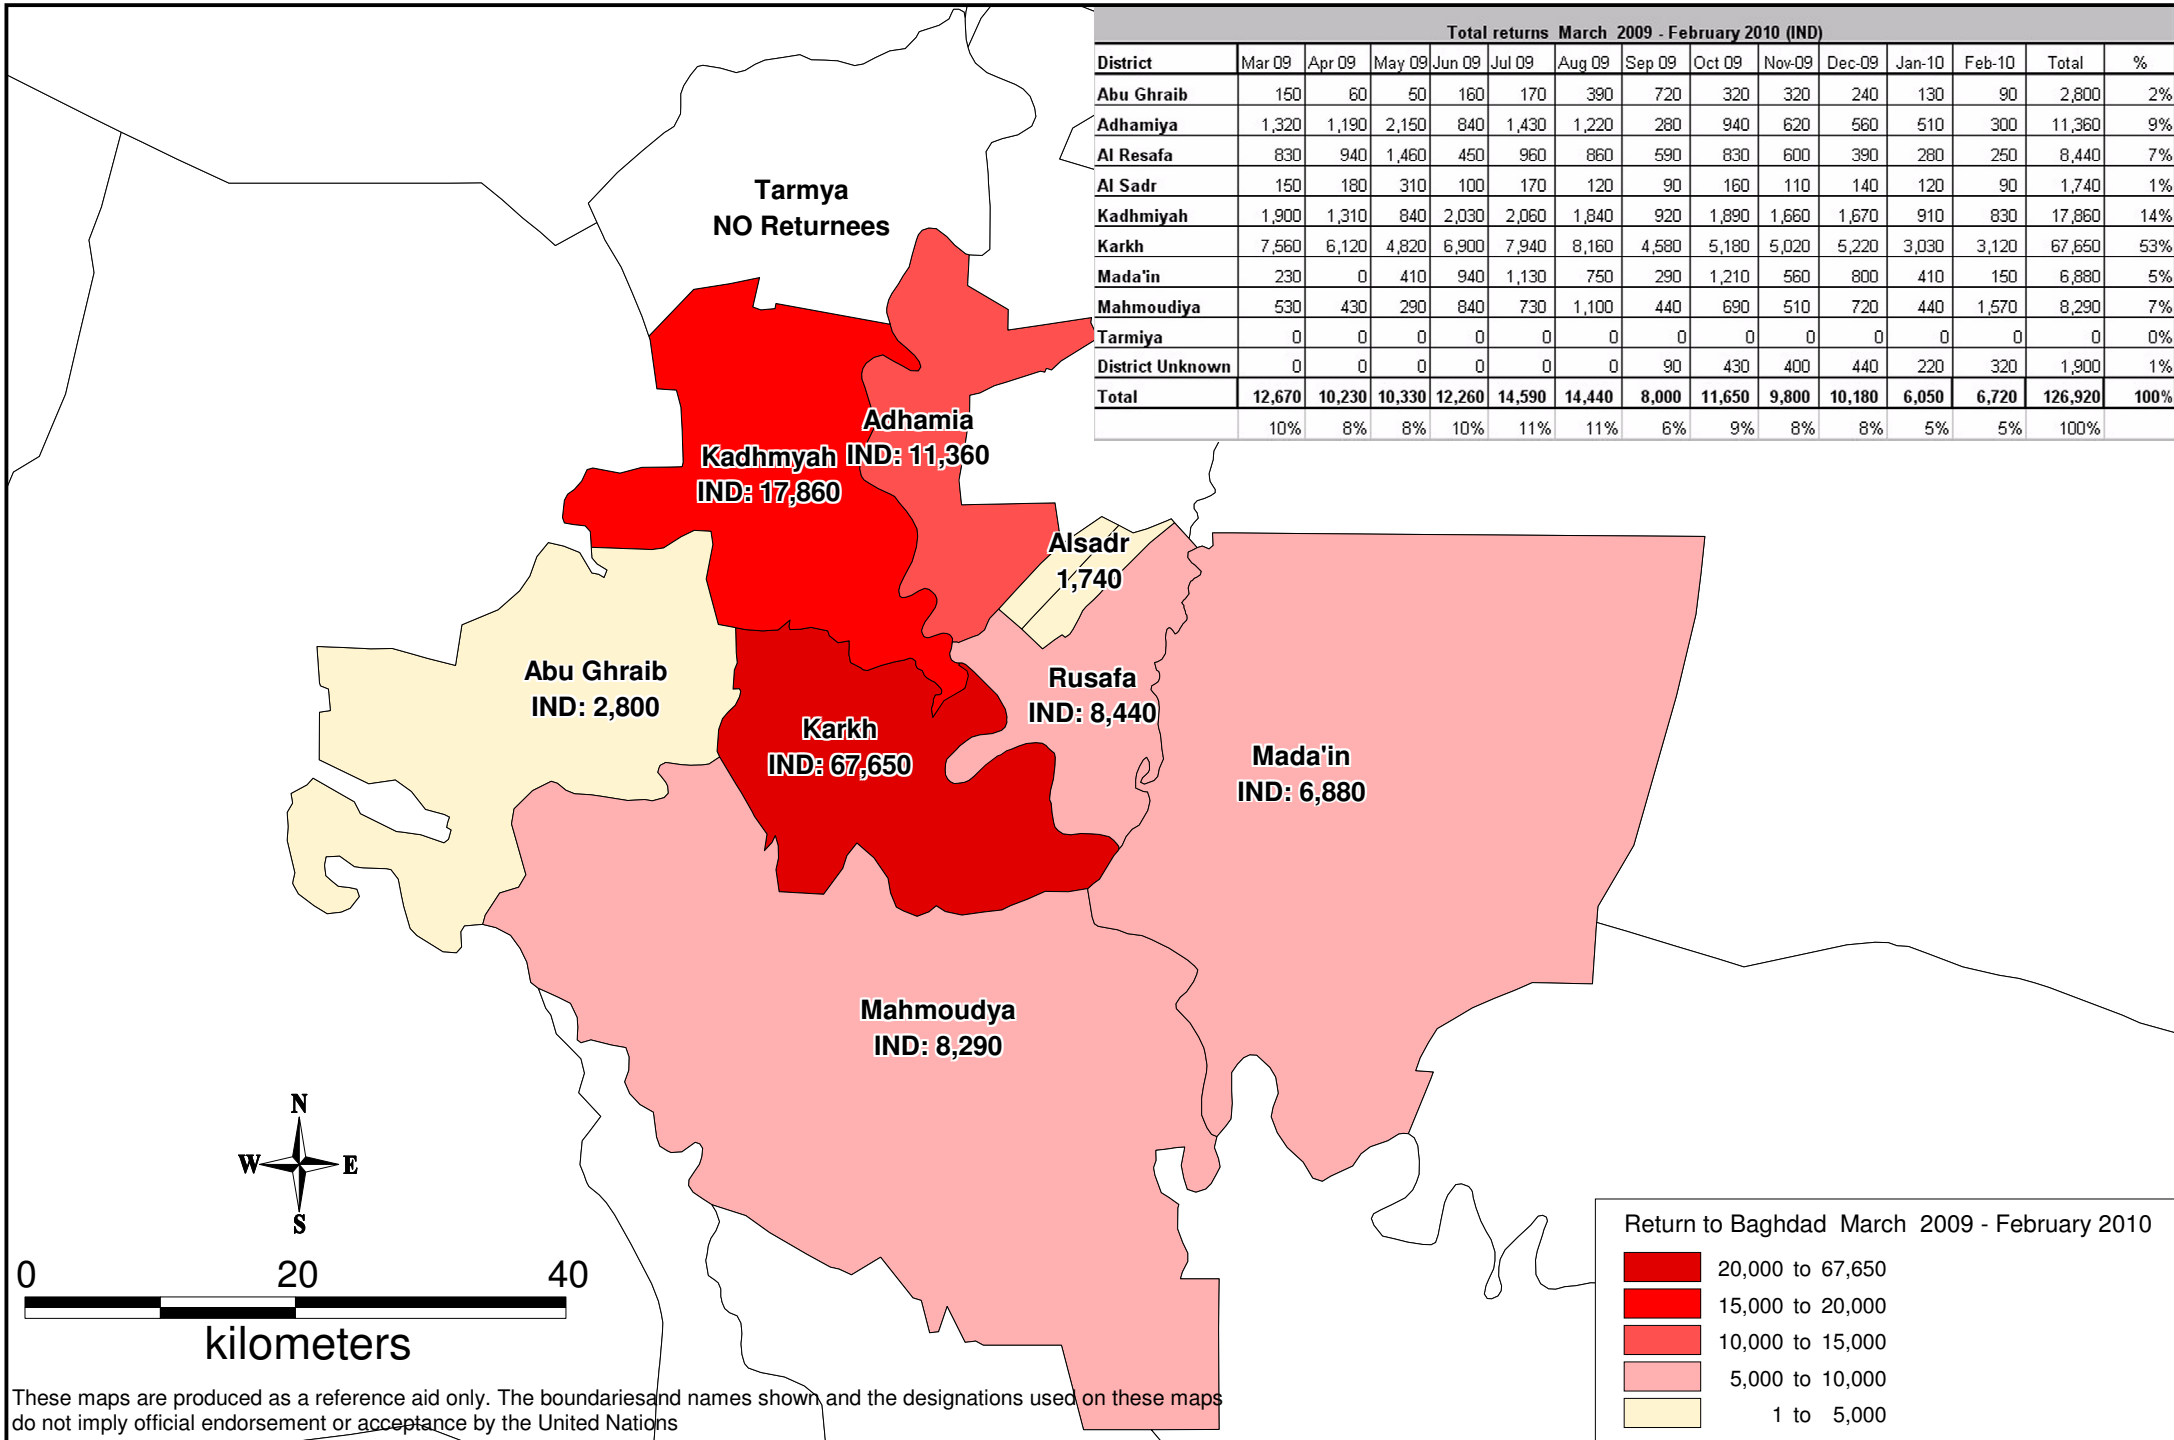 Total returns March 2009 - February 2010 (IND)
District Mar 09 Apr 09 May 09 Jun 09 Jul 09 Aug 09 Sep 09 Oct 09 Nov-09 Dec-09 Jan-10 Feb-10 Total %
Abu Ghraib 150 60 50 160 170 390 720 320 320 240 130 90 2,800 2%
Adhamiya 1,320 1,190 2,150 840 1,430 1,220 280 940 620 560 510 300 11,360 9%
Al Resafa 830 940 1,460 450 960 860 590 830 600 390 280 250 8,440 7%
Al Sadr 150 180 310 100 170 120 90 160 110 140 120 90 1,740 1%
Kadhmiyah 1,900 1,310 840 2,030 2,060 1,840 920 1,890 1,660 1,670 910 830 17,860 14%
Karkh 7,560 6,120 4,820 6,900 7,940 8,160 4,580 5,180 5,020 5,220 3,030 3,120 67,650 53%
Mada'in 230 0 410 940 1,130 750 290 1,210 560 800 410 150 6,880 5%
Mahmoudiya 530 430 290 840 730 1,100 440 690 510 720 440 1,570 8,290 7%
Tarmiya 0 0 0 0 0 0 0 0 0 0 0 0 0 0%
District Unknown 0 0 0 0 0 0 90 430 400 440 220 320 1,900 1%
Total 12,670 10,230 10,330 12,260 14,590 14,440 8,000 11,650 9,800 10,180 6,050 6,720 126,920 100%
10% 8% 8% 10% 11% 11% 6% 9% 8% 8% 5% 5% 100%
Tarmya
NO Returnees
Adhamia
IND: 11,360
Kadhmyah
IND: 17,860
Alsadr
1,740
Abu Ghraib
IND: 2,800
Rusafa
IND: 8,440
Karkh
IND: 67,650
Mada'in
IND: 6,880
Mahmoudya
IND: 8,290
N
W E
S
0 20 40
kilometers
Return to Baghdad March 2009 - February 2010
20,000 to 67,650
15,000 to 20,000
10,000 to 15,000
5,000 to 10,000
1 to 5,000
These maps are produced as a reference aid only. The boundariesand names shown and the designations used on these maps
do not imply official endorsement or acceptance by the United Nations